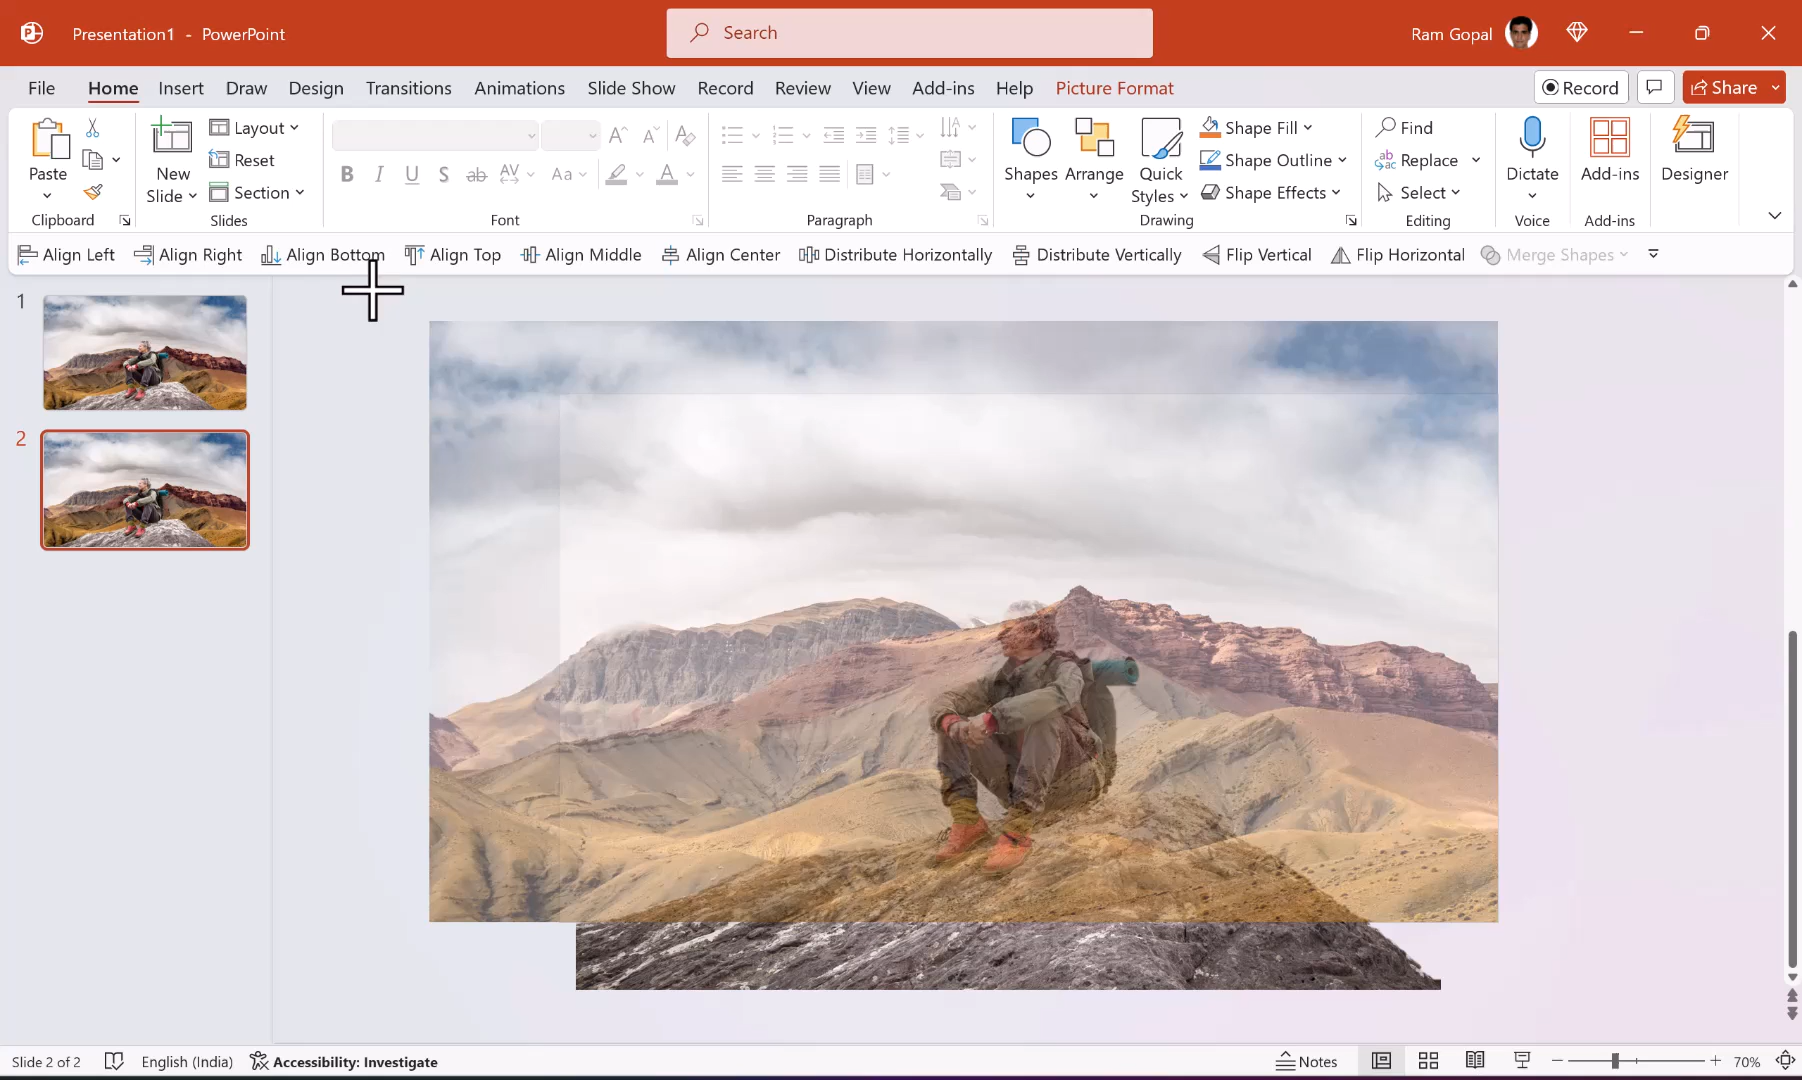 Presentation1 - PowerPoint
Search
Ram Gopal
File Home Insert Draw Design Transitions Animations Slide Show Record Review View Add-ins Help Picture Format
Record
Share
Paste
Clipboard
New
Slide
Layout
Reset
Section
Slides
B I U S ab AV Aa A
Font
Paragraph
Shapes
Arrange
Quick
Styles
Shape Fill
Shape Outline
Shape Effects
Drawing
Find
Replace
Select
Editing
Dictate
Voice
Add-ins
Add-ins
Designer
Align Left Align Right Align Bottom Align Top Align Middle Align Center Distribute Horizontally Distribute Vertically Flip Vertical Flip Horizontal Merge Shapes
1
2
Slide 2 of 2 English (India) Accessibility: Investigate Notes 70%